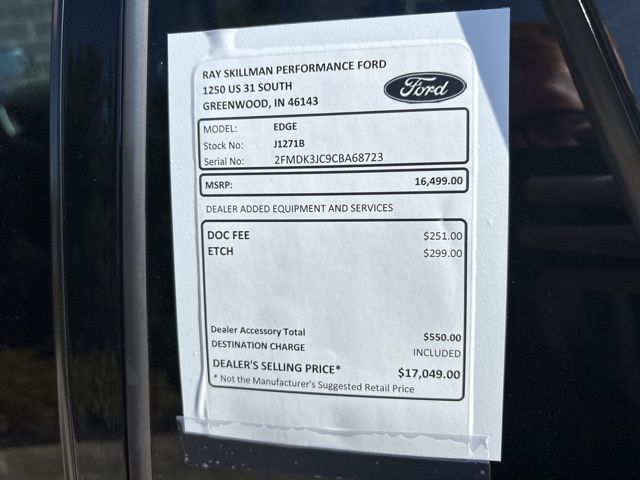 RAY SKILLMAN PERFORMANCE FORD
1250 US 31 SOUTH
GREENWOOD, IN 46143
Ford
MODEL: EDGE
Stock No: J1271B
Serial No: 2FMDK3JC9CBA68723
MSRP: 16,499.00
DEALER ADDED EQUIPMENT AND SERVICES
DOC FEE $251.00
ETCH $299.00
Dealer Accessory Total $550.00
DESTINATION CHARGE INCLUDED
DEALER'S SELLING PRICE* $17,049.00
* Not the Manufacturer's Suggested Retail Price